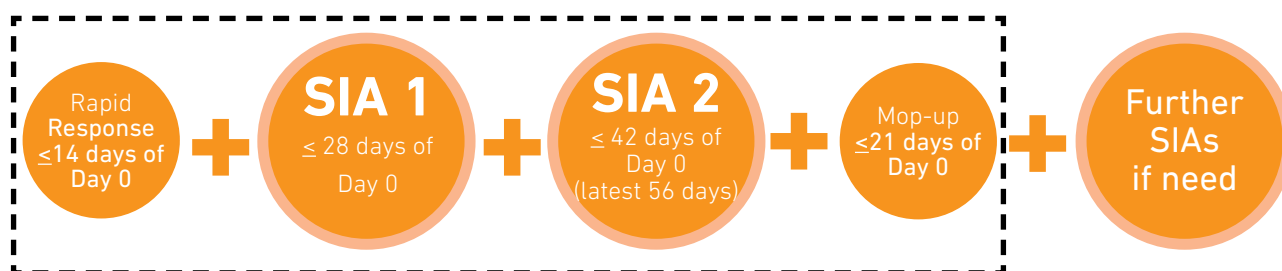 Rapid
Response
≤14 days of
Day 0
SIA 1
≤ 28 days of
Day 0
SIA 2
≤ 42 days of
Day 0
(latest 56 days)
Mop-up
≤21 days of
Day 0
Further
SIAs
if need